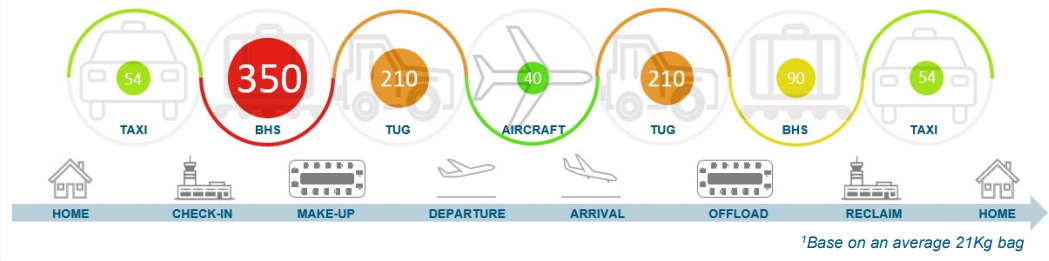 54 350 210 40 210 90 54
TAXI BHS TUG AIRCRAFT TUG BHS TAXI
HOME CHECK-IN MAKE-UP DEPARTURE ARRIVAL OFFLOAD RECLAIM HOME
1Base on an average 21Kg bag